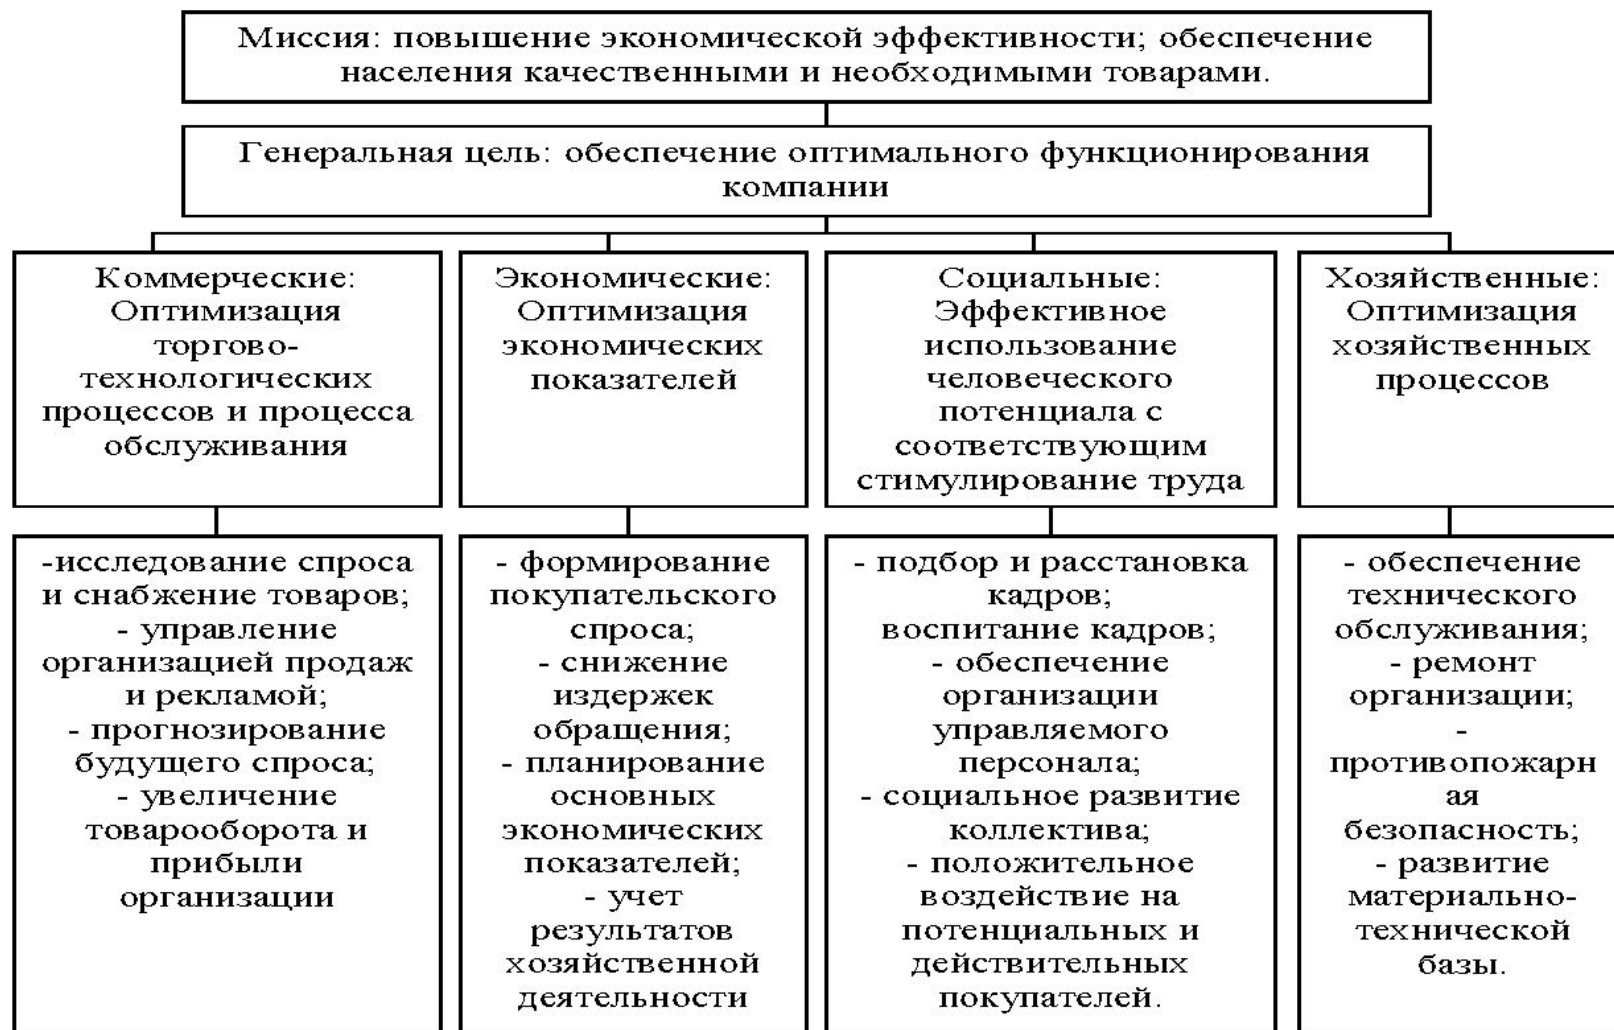 Миссия: повышение экономической эффективности; обеспечение
населения качественными и необходимыми товарами.
Генеральная цель: обеспечение оптимального функционирования
компании
Коммерческие:
Оптимизация
торгово-
технологических
процессов и процесса
обслуживания
Экономические:
Оптимизация
экономических
показателей
Социальные:
Эффективное
использование
человеческого
потенциала с
соответствующим
стимулирование труда
Хозяйственные:
Оптимизация
хозяйственных
процессов
-исследование спроса
и снабжение товаров;
- управление
организацией продаж
и рекламой;
- прогнозирование
будущего спроса;
- увеличение
товарооборота и
прибыли
организации
- формирование
покупательского
спроса;
- снижение
издержек
обращения;
- планирование
основных
экономических
показателей;
- учет
результатов
хозяйственной
деятельности
- подбор и расстановка
кадров;
воспитание кадров;
- обеспечение
организации
управляемого
персонала;
- социальное развитие
коллектива;
- положительное
воздействие на
потенциальных и
действительных
покупателей.
- обеспечение
технического
обслуживания;
- ремонт
организации;
-
противопожарн
ая
безопасность;
- развитие
материально-
технической
базы.